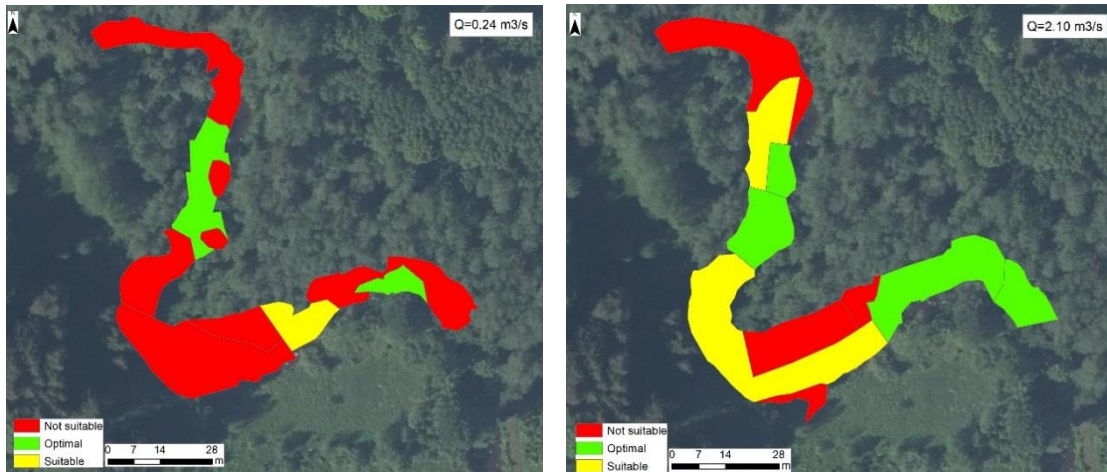 Q=0.24 m3/s
Not suitable
Optimal
Suitable
0 7 14 28
m
Q=2.10 m3/s
Not suitable
Optimal
Suitable
0 7 14 28
m